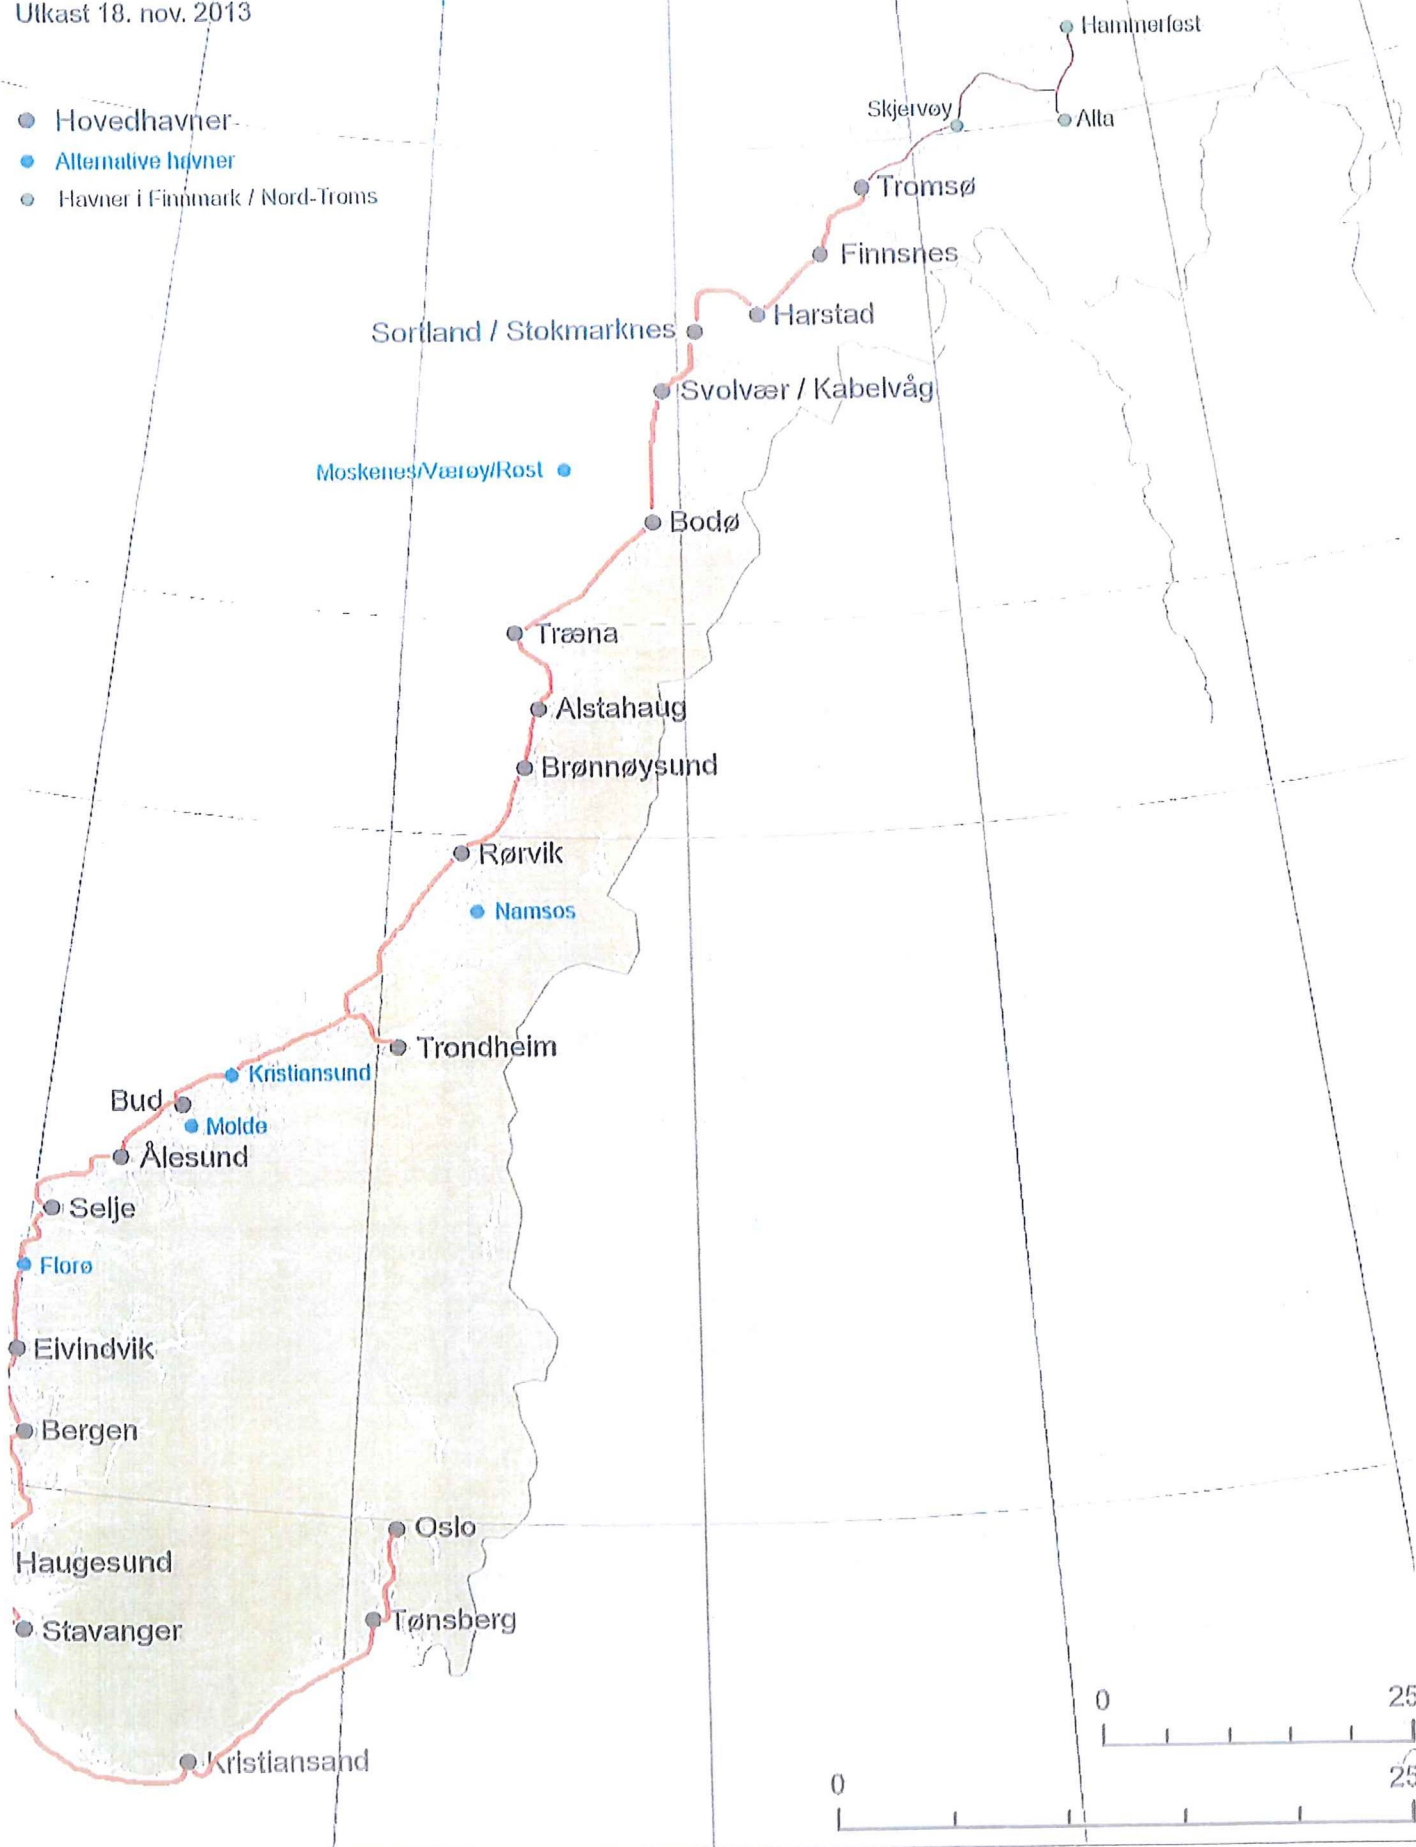 Utkast 18. nov. 2013
Hammerfest
Hovedhavner
Skjervøy
Alta
Alternative havner
Havner i Finnmark / Nord-Troms
Tromsø
Finnsnes
Harstad
Sortland / Stokmarknes
Svolvær / Kabelvåg
Moskenes/Værøy/Røst
Bodø
Træna
Alstahaug
Brønnøysund
Rørvik
Namsos
Trondheim
Kristiansund
Bud
Molde
Ålesund
Selje
Florø
Eivindvik
Bergen
Oslo
Haugesund
Tønsberg
Stavanger
0 25
Kristiansand
0 25